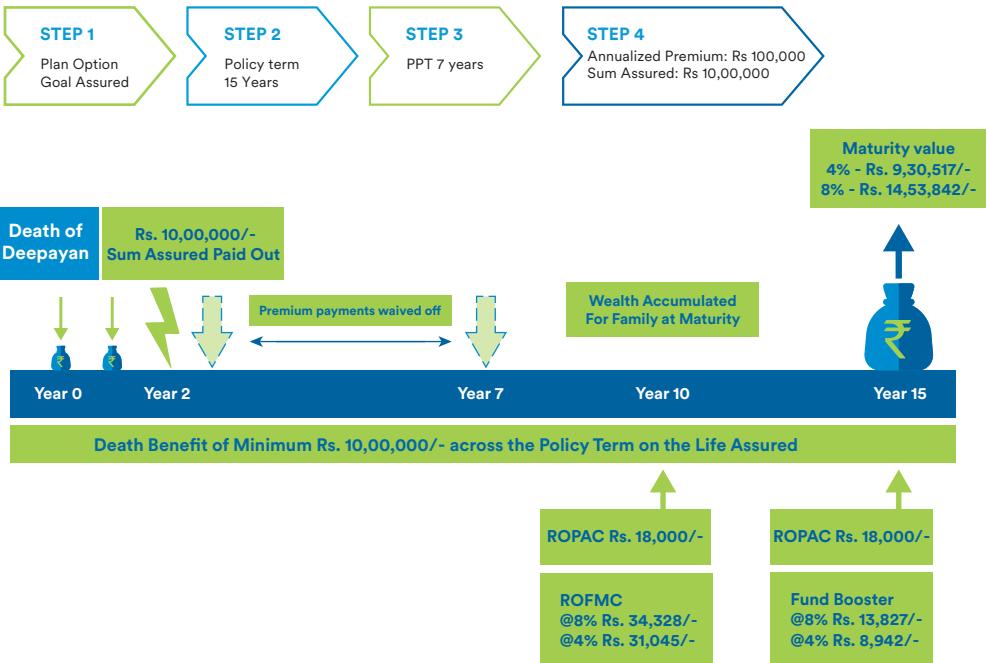 STEP 1
Plan Option
Goal Assured
STEP 2
Policy term
15 Years
STEP 3
PPT 7 years
STEP 4
Annualized Premium: Rs 100,000
Sum Assured: Rs 10,00,000
Maturity value
4% - Rs. 9,30,517/-
8% - Rs. 14,53,842/-
Death of
Deepayan
Rs. 10,00,000/-
Sum Assured Paid Out
Premium payments waived off
Wealth Accumulated
For Family at Maturity
₹
₹
₹
Year 0
Year 2
Year 7
Year 10
Year 15
Death Benefit of Minimum Rs. 10,00,000/- across the Policy Term on the Life Assured
ROPAC Rs. 18,000/-
ROFMC
@8% Rs. 34,328/-
@4% Rs. 31,045/-
ROPAC Rs. 18,000/-
Fund Booster
@8% Rs. 13,827/-
@4% Rs. 8,942/-